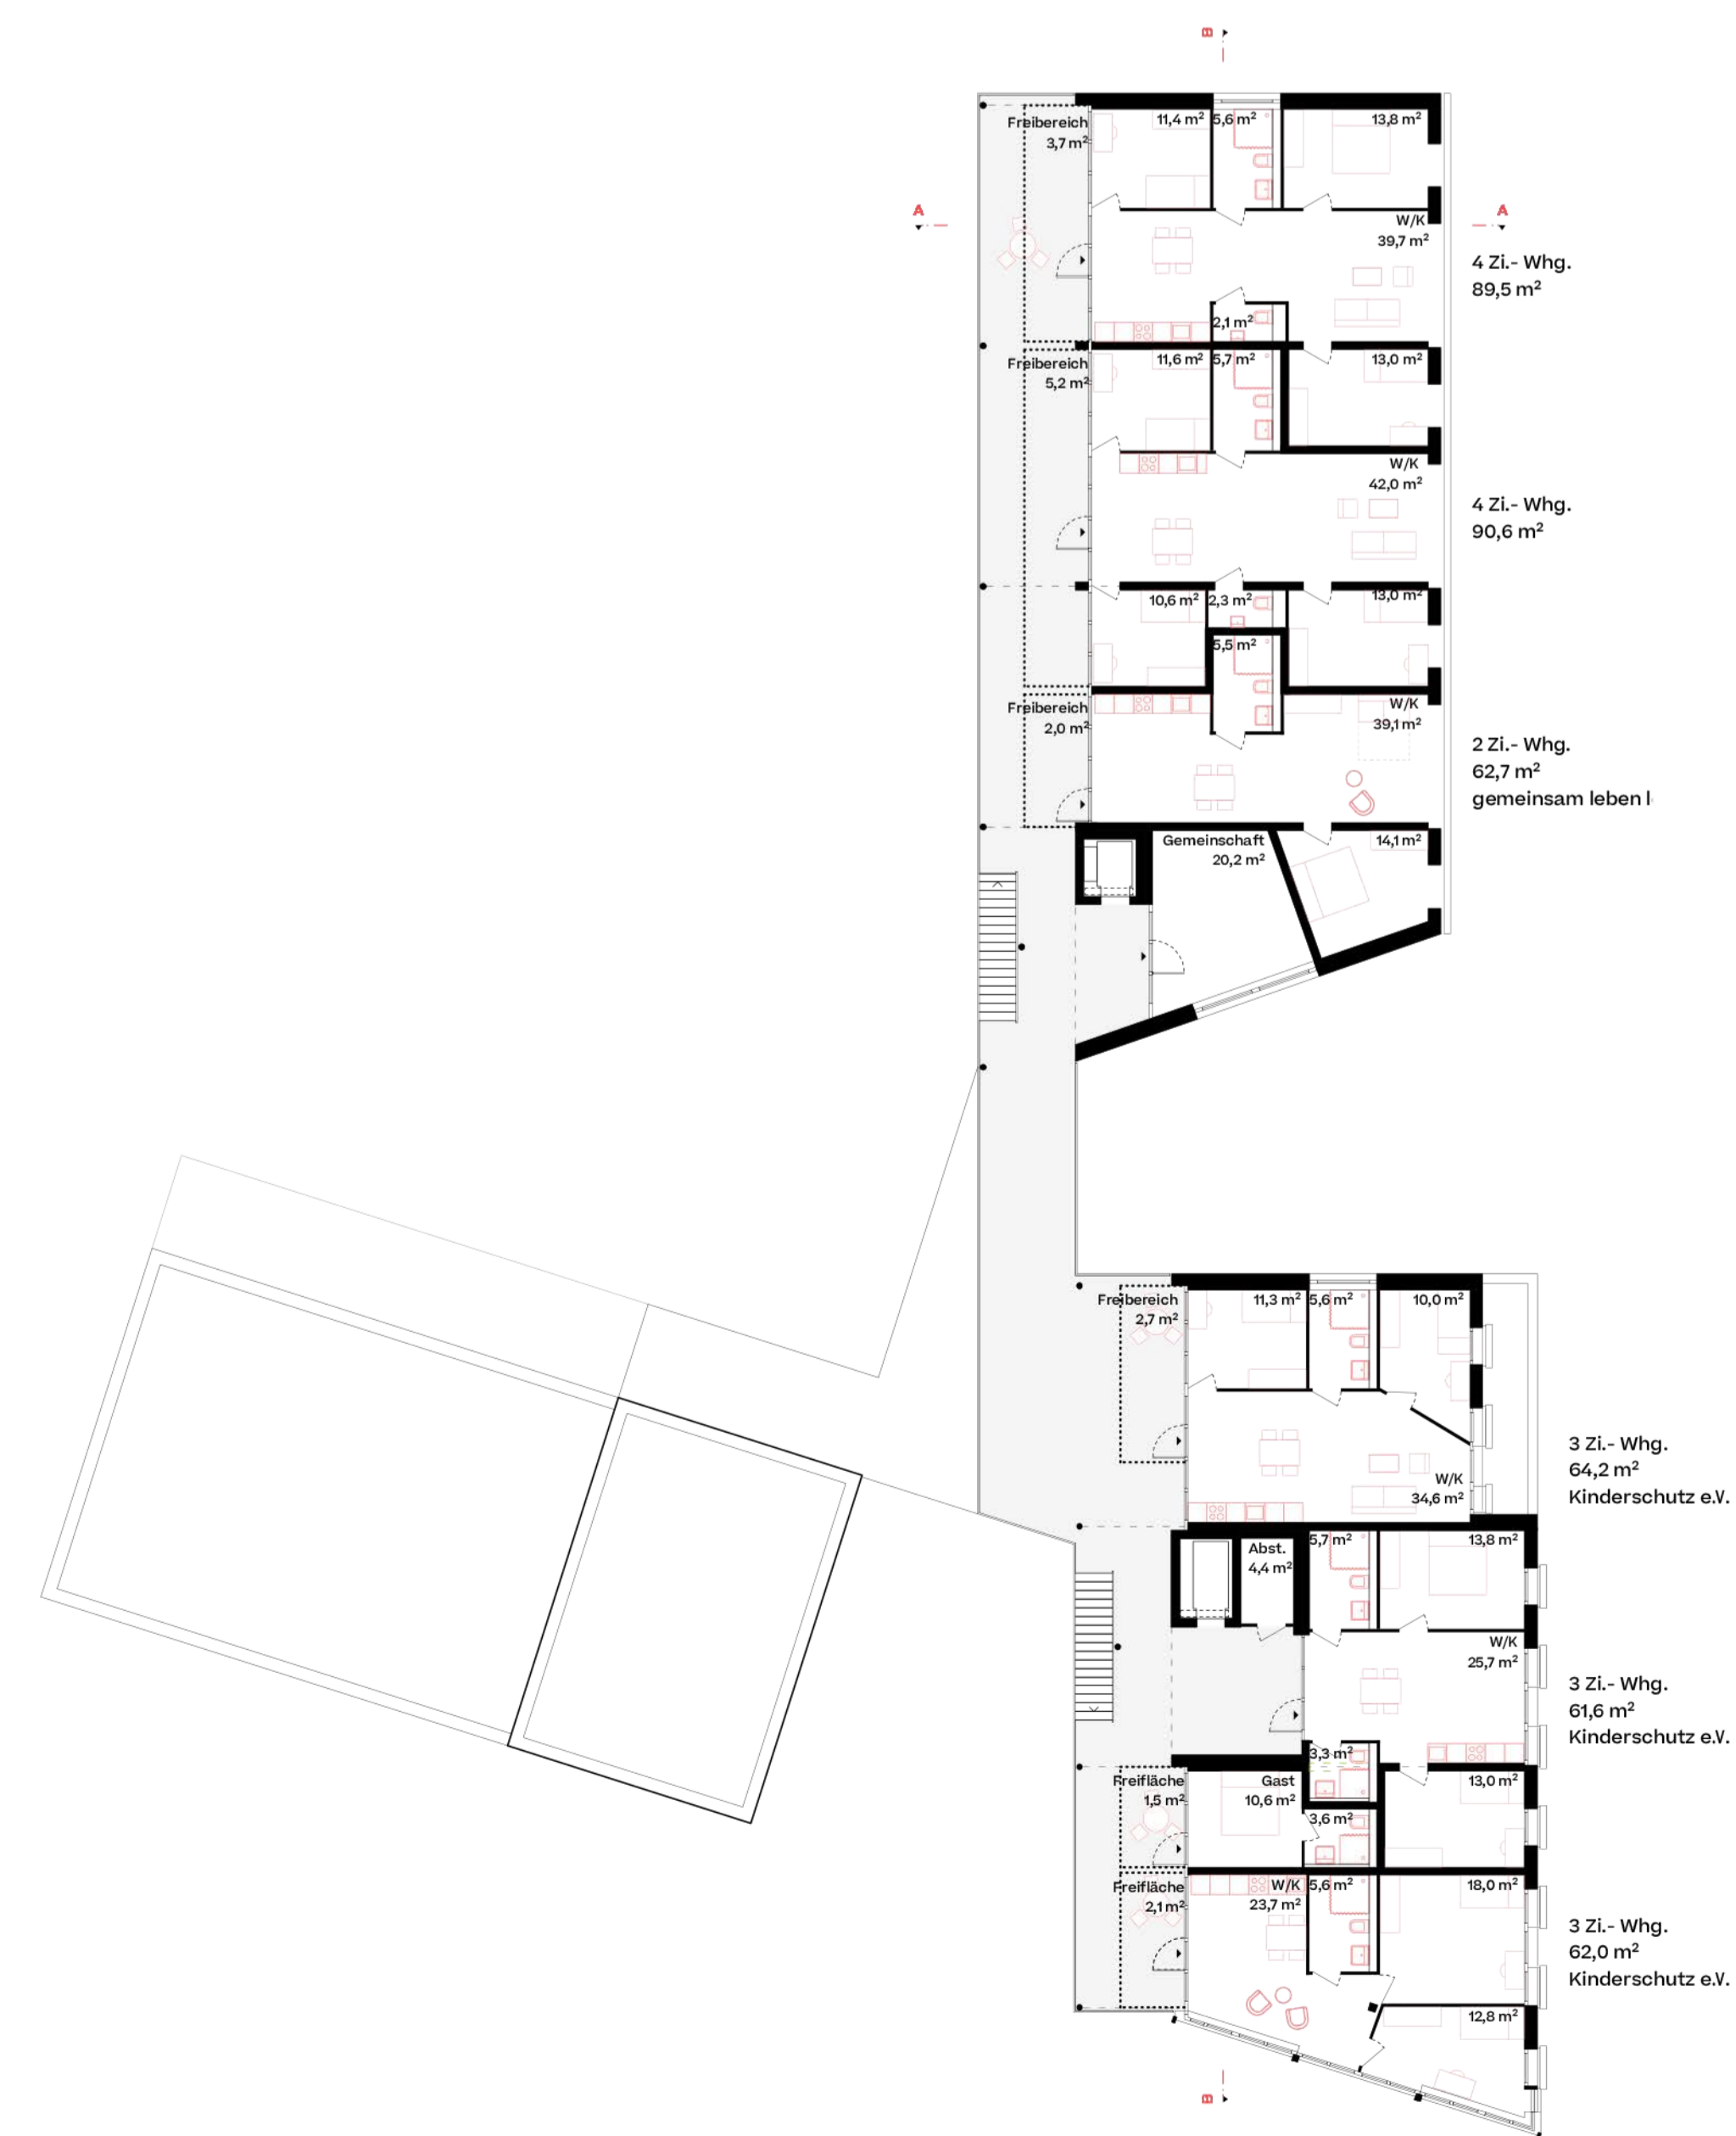 B
Freibereich
3,7 m²
11,4 m²
5,6 m²
13,8 m²
A
A
W/K
39,7 m²
4 Zi.- Whg.
89,5 m²
2,1 m²
Freibereich
5,2 m²
11,6 m²
5,7 m²
13,0 m²
W/K
42,0 m²
4 Zi.- Whg.
90,6 m²
10,6 m²
2,3 m²
13,0 m²
5,5 m²
Freibereich
2,0 m²
W/K
39,1 m²
2 Zi.- Whg.
62,7 m²
gemeinsam leben
Gemeinschaft
20,2 m²
14,1 m²
Freibereich
2,7 m²
11,3 m²
5,6 m²
10,0 m²
W/K
34,6 m²
3 Zi.- Whg.
64,2 m²
Kinderschutz e.V.
Abst.
4,4 m²
5,7 m²
13,8 m²
W/K
25,7 m²
3 Zi.- Whg.
61,6 m²
Kinderschutz e.V.
3,3 m²
Freifläche
1,5 m²
Gast
10,6 m²
13,0 m²
3,6 m²
Freifläche
2,1 m²
W/K
23,7 m²
5,6 m²
18,0 m²
3 Zi.- Whg.
62,0 m²
Kinderschutz e.V.
12,8 m²
B